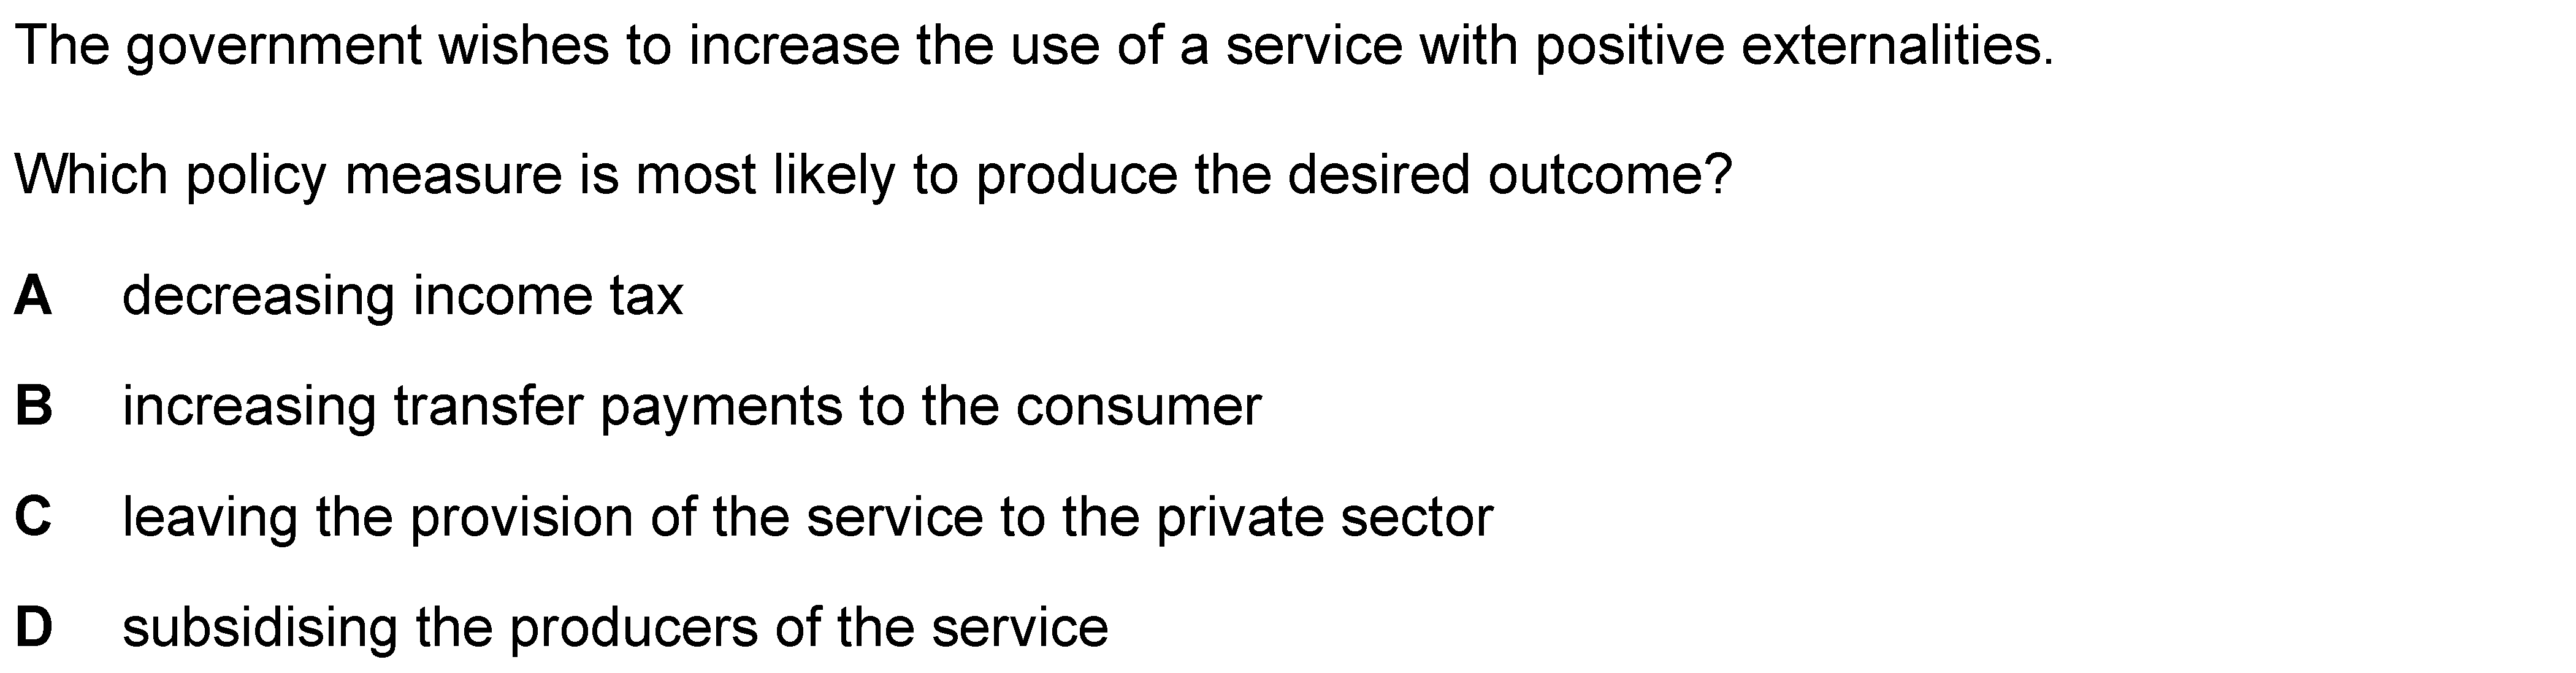 The government wishes to increase the use of a service with positive externalities.
Which policy measure is most likely to produce the desired outcome?
A decreasing income tax
B increasing transfer payments to the consumer
C leaving the provision of the service to the private sector
D subsidising the producers of the service